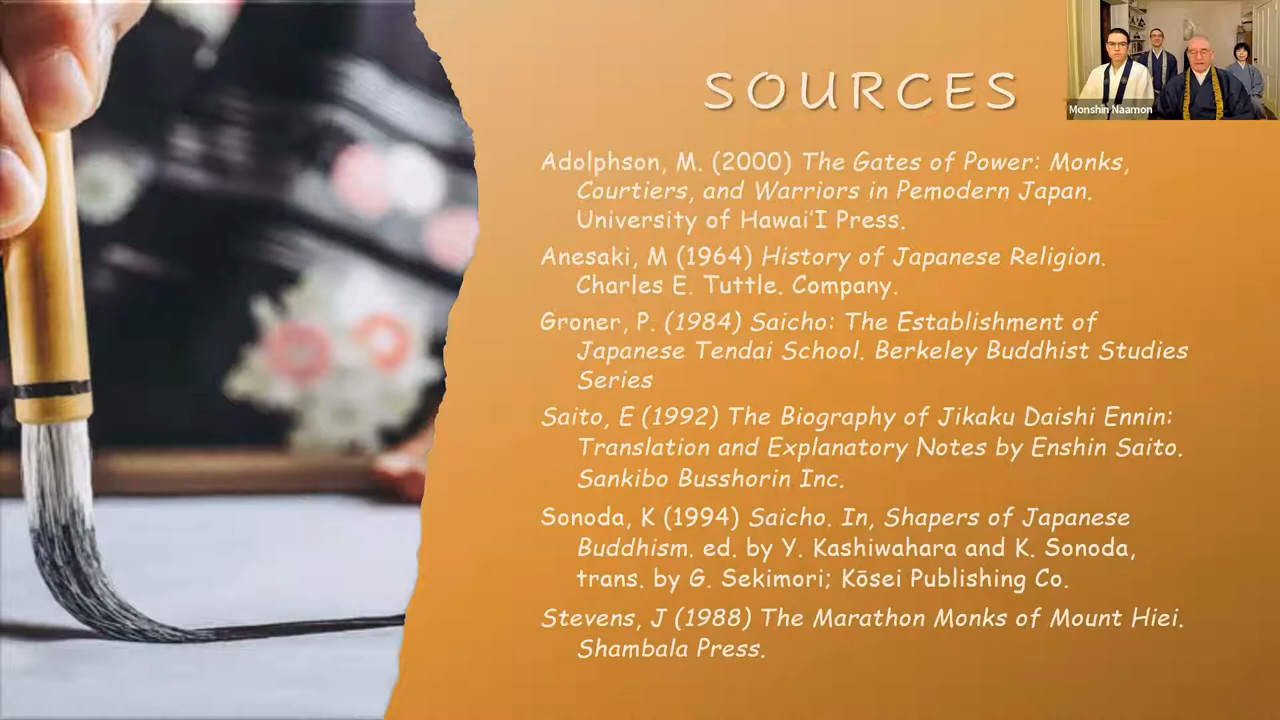 SOURCES
Monshin Naamon
Adolphson, M. (2000) The Gates of Power: Monks,
Courtiers, and Warriors in Pemodern Japan.
University of Hawai'I Press.
Anesaki, M (1964) History of Japanese Religion.
Charles E. Tuttle. Company.
Groner, P. (1984) Saicho: The Establishment of
Japanese Tendai School. Berkeley Buddhist Studies
Series
Saito, E (1992) The Biography of Jikaku Daishi Ennin:
Translation and Explanatory Notes by Enshin Saito.
Sankibo Busshorin Inc.
Sonoda, K (1994) Saicho. In, Shapers of Japanese
Buddhism. ed. by Y. Kashiwahara and K. Sonoda,
trans. by G. Sekimori; Kōsei Publishing Co.
Stevens, J (1988) The Marathon Monks of Mount Hiei.
Shambala Press.